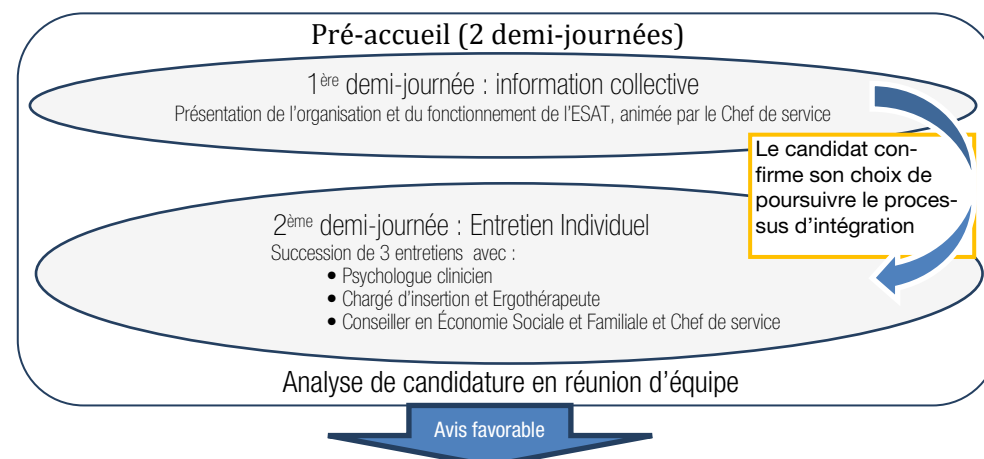 Pré-accueil (2 demi-journées)
1ère demi-journée : information collective
Présentation de l'organisation et du fonctionnement de l'ESAT, animée par le Chef de service
Le candidat con-
firme son choix de
poursuivre le proces-
sus d'intégration
2ème demi-journée : Entretien Individuel
Succession de 3 entretiens avec :
• Psychologue clinicien
• Chargé d'insertion et Ergothérapeute
• Conseiller en Économie Sociale et Familiale et Chef de service
Analyse de candidature en réunion d'équipe
Avis favorable